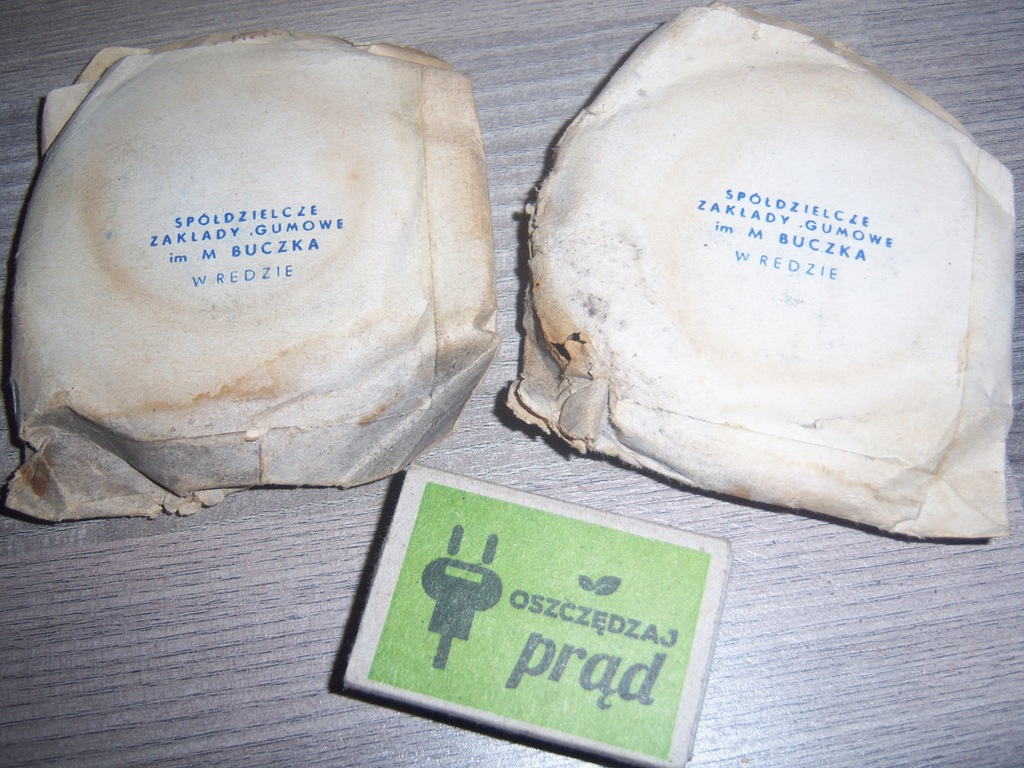 SPÓŁDZIELCZE
ZAKŁADY .GUMOWE
im M BUCZKA
W REDZIE
SPÓŁDZIELCZE
ZAKŁADY .GUMOWE
im M BUCZKA
W REDZIE
OSZCZĘDZAJ
prąd